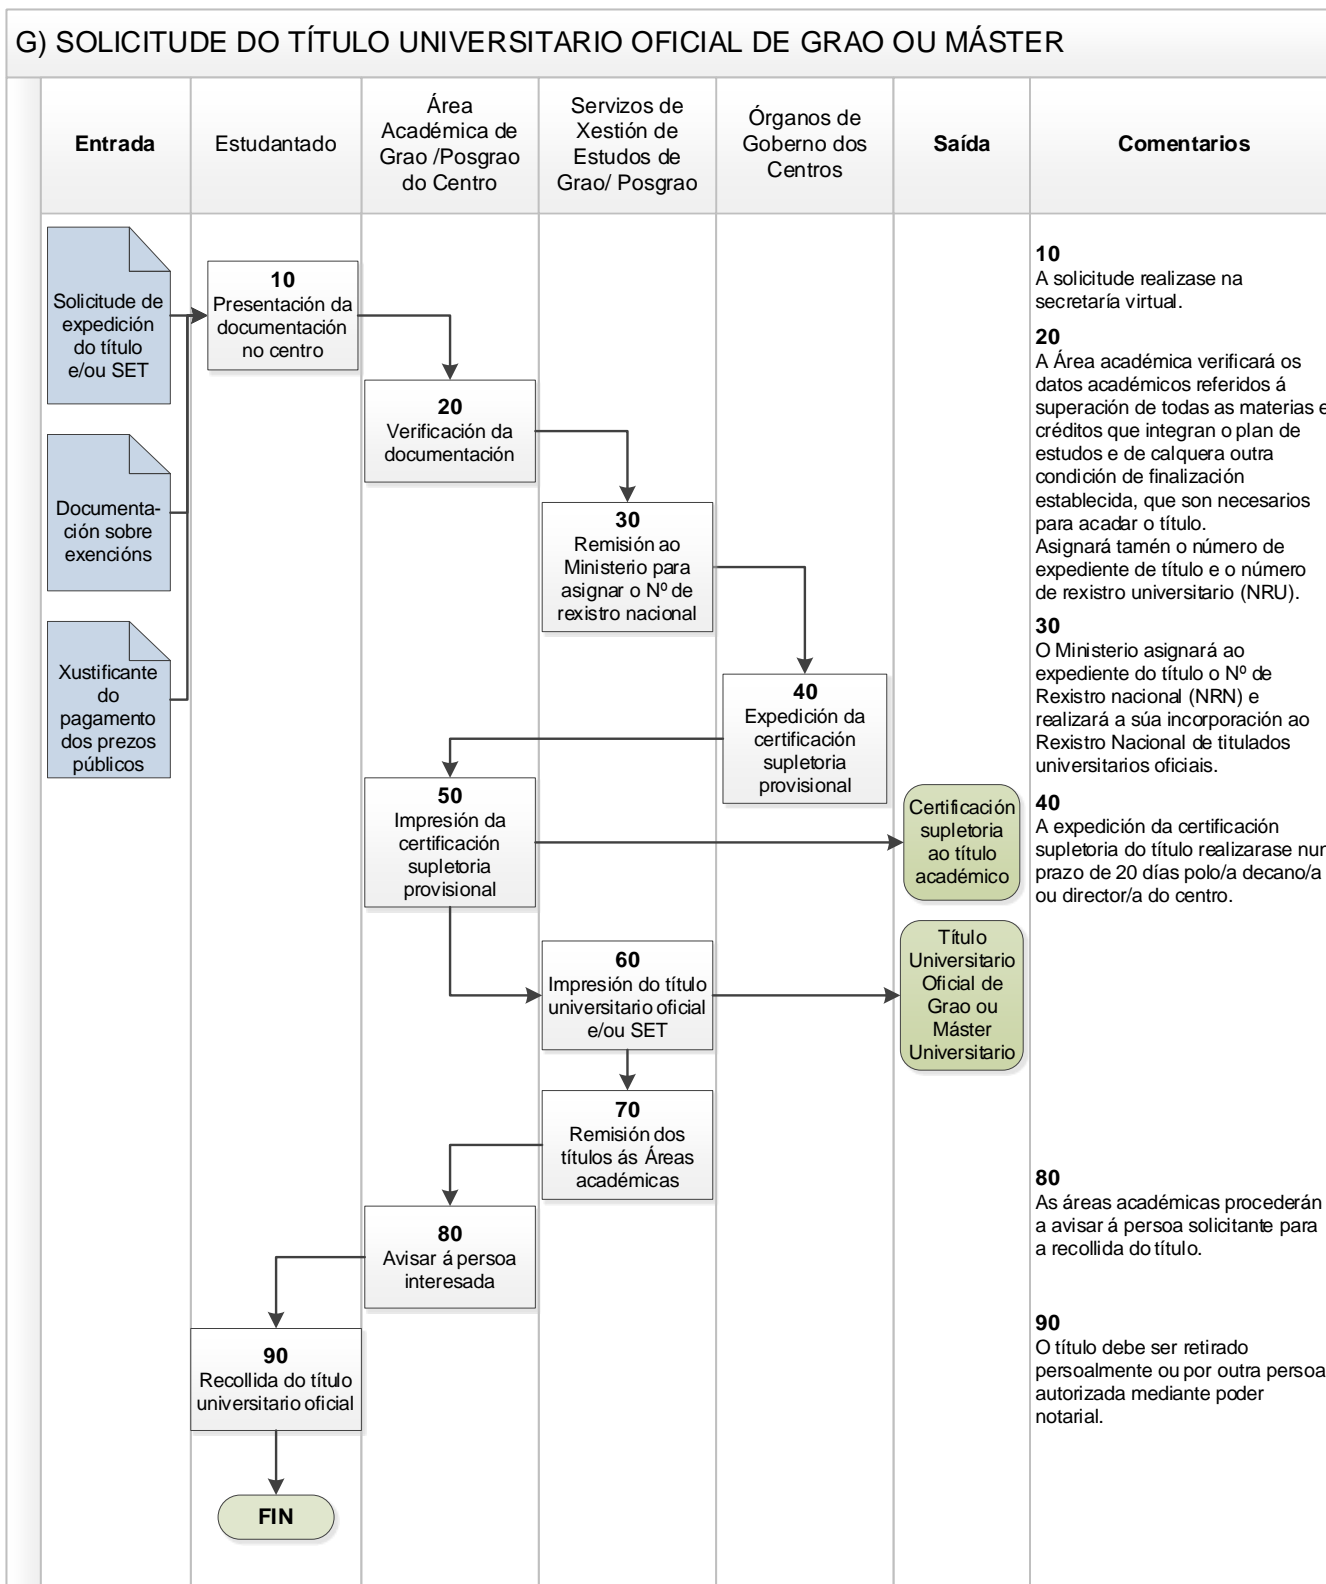 G) SOLICITUDE DO TÍTULO UNIVERSITARIO OFICIAL DE GRAO OU MÁSTER
Entrada
Estudantado
Área
Académica de
Grao /Posgrao
do Centro
Servizos de
Xestión de
Estudos de
Grao/ Posgrao
Órganos de
Goberno dos
Centros
Saída
Comentarios
Solicitude de
expedición
do título
e/ou SET
Documenta-
ción sobre
exencións
Xustificante
do
pagamento
dos prezos
públicos
10
Presentación da
documentación
no centro
20
Verificación da
documentación
30
Remisión ao
Ministerio para
asignar o Nº de
rexistro nacional
40
Expedición da
certificación
supletoria
provisional
50
Impresión da
certificación
supletoria
provisional
Certificación
supletoria
ao título
académico
60
Impresión do título
universitario oficial
e/ou SET
Título
Universitario
Oficial de
Grao ou
Máster
Universitario
70
Remisión dos
títulos ás Áreas
académicas
80
Avisar á persoa
interesada
90
Recollida do título
universitario oficial
FIN
10
A solicitude realizase na
secretaría virtual.
20
A Área académica verificará os
datos académicos referidos á
superación de todas as materias e
créditos que integran o plan de
estudos e de calquera outra
condición de finalización
establecida, que son necesarios
para acadar o título.
Asignará tamén o número de
expediente de título e o número
de rexistro universitario (NRU).
30
O Ministerio asignará ao
expediente do título o Nº de
Rexistro nacional (NRN) e
realizará a súa incorporación ao
Rexistro Nacional de titulados
universitarios oficiais.
40
A expedición da certificación
supletoria do título realizarase
prazo de 20 días polo/a decano/a
ou director/a do centro.
80
As áreas académicas procederán
a avisar á persoa solicitante para
a recollida do título.
90
O título debe ser retirado
persoalmente ou por outra persoa
autorizada mediante poder
notarial.